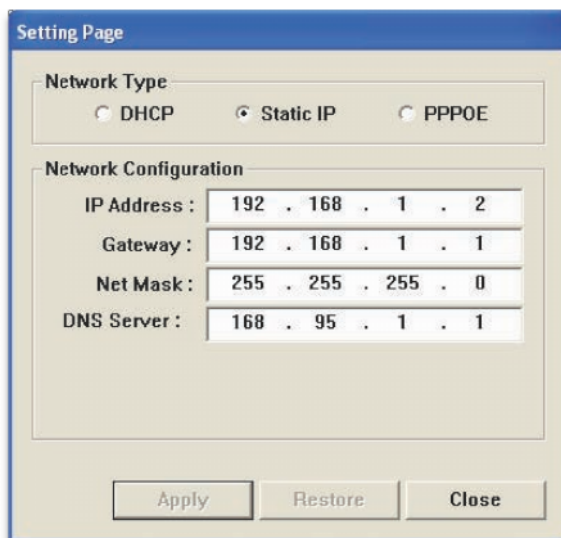 Setting Page
Network Type
DHCP Static IP PPPOE
Network Configuration
IP Address : 192 . 168 . 1 . 2
Gateway : 192 . 168 . 1 . 1
Net Mask : 255 . 255 . 255 . 0
DNS Server : 168 . 95 . 1 . 1
Apply Restore Close